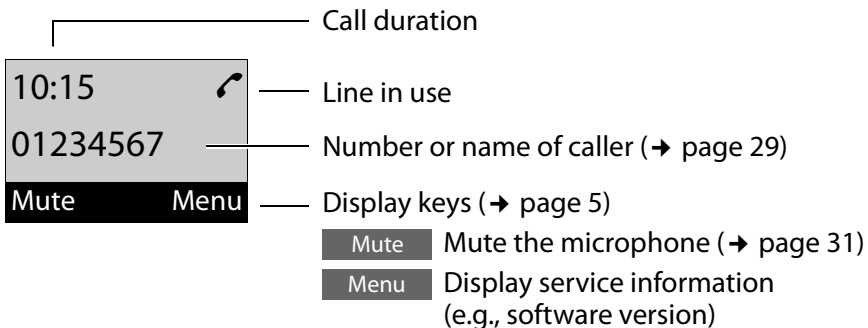 Call duration
10:15
Line in use
01234567
Number or name of caller (➔ page 29)
Mute Menu
Display keys (➔ page 5)
Mute Mute the microphone (➔ page 31)
Menu Display service information
(e.g., software version)